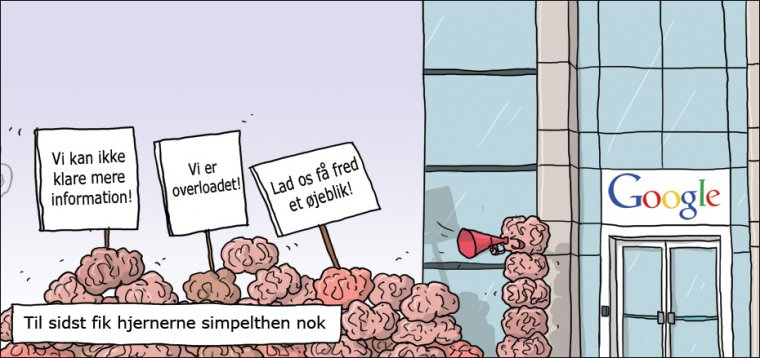 Vi kan ikke
klare mere
information!
Vi er
overloadet!
Lad os få fred
et øjeblik!
Google
Til sidst fik hjernerne simpelthen nok